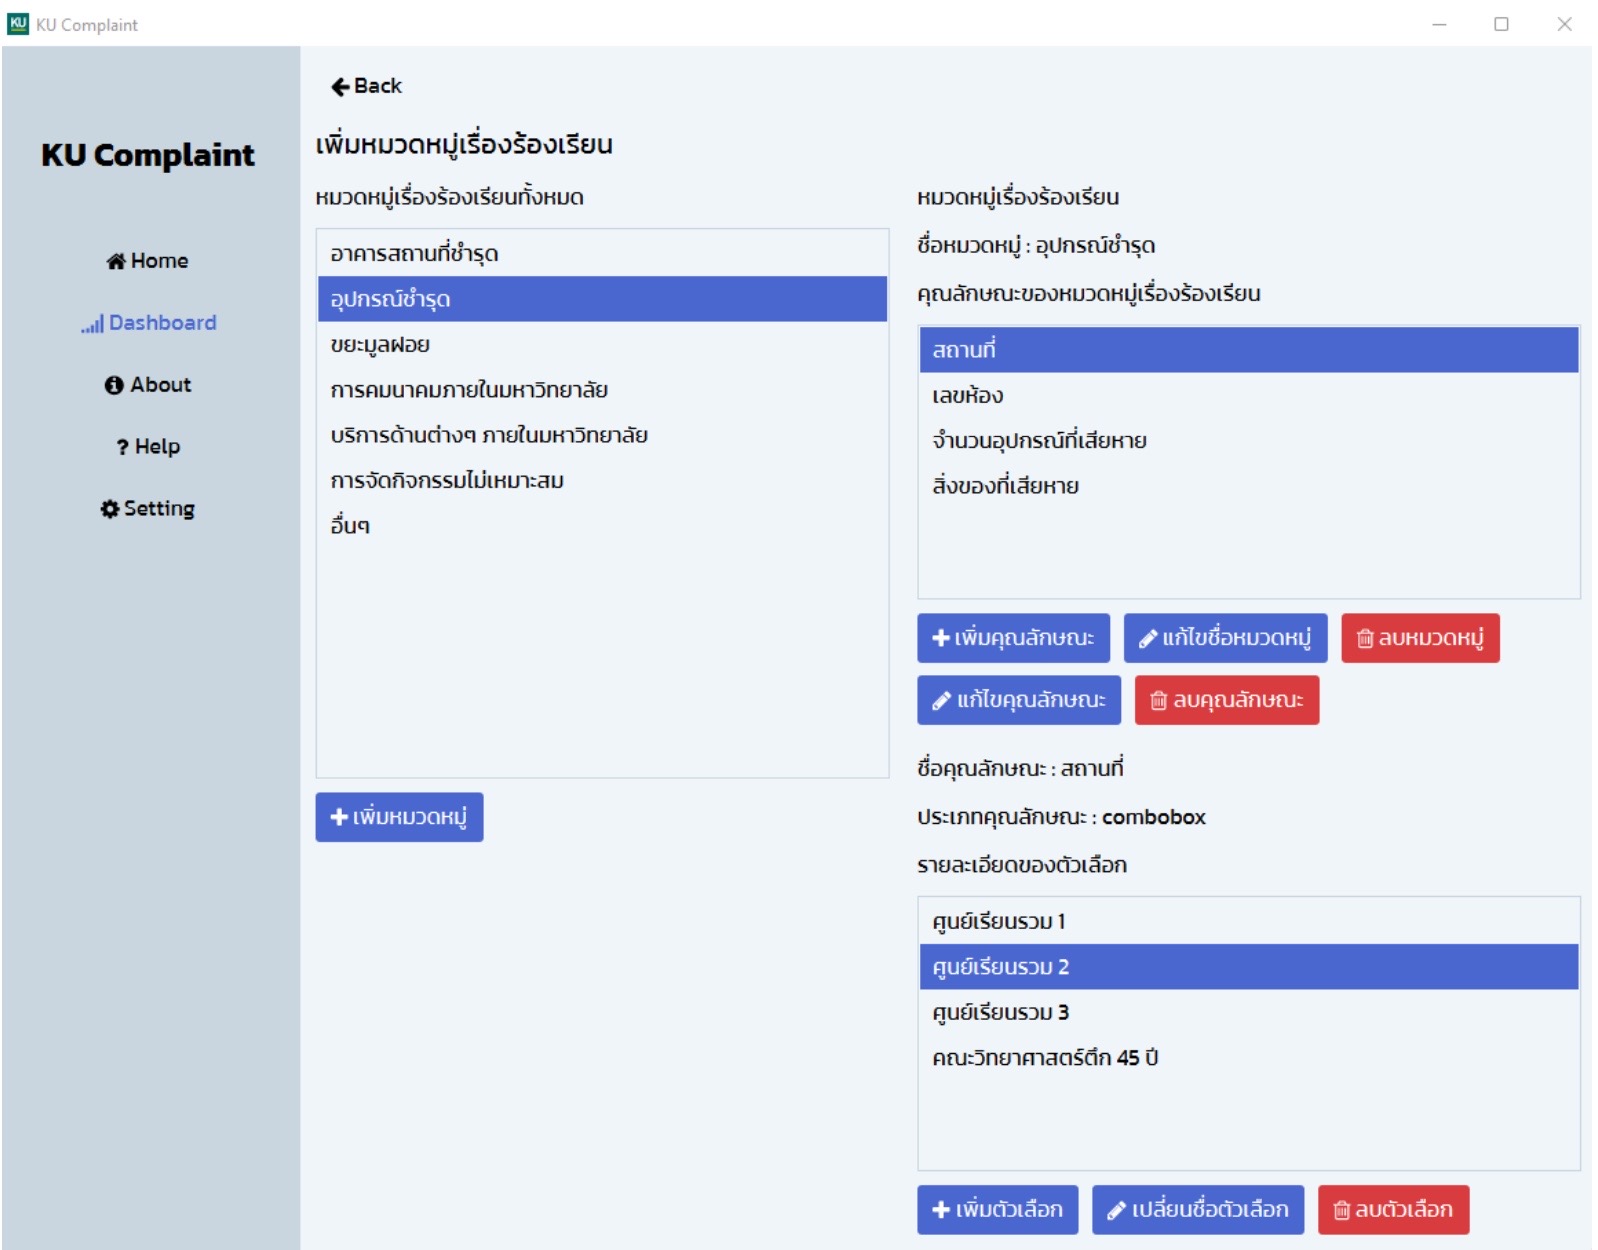 KU KU Complaint
KU Complaint
Home
Dashboard
About
? Help
Setting
Back
เพิ่มหมวดหมู่เรื่องร้องเรียน
หมวดหมู่เรื่องร้องเรียนทั้งหมด
อาคารสถานที่ชำรุด
อุปกรณ์ชำรุด
ขยะมูลฝอย
การคมนาคมภายในมหาวิทยาลัย
บริการด้านต่างๆ ภายในมหาวิทยาลัย
การจัดกิจกรรมไม่เหมาะสม
อื่นๆ
+ เพิ่มหมวดหมู่
หมวดหมู่เรื่องร้องเรียน
ชื่อหมวดหมู่ : อุปกรณ์ชำรุด
คุณลักษณะของหมวดหมู่เรื่องร้องเรียน
สถานที่
เลขห้อง
จำนวนอุปกรณ์ที่เสียหาย
สิ่งของที่เสียหาย
+ เพิ่มคุณลักษณะ แก้ไขชื่อหมวดหมู่ ลบหมวดหมู่
แก้ไขคุณลักษณะ ลบคุณลักษณะ
ชื่อคุณลักษณะ : สถานที่
ประเภทคุณลักษณะ : combobox
รายละเอียดของตัวเลือก
ศูนย์เรียนรวม 1
ศูนย์เรียนรวม 2
ศูนย์เรียนรวม 3
คณะวิทยาศาสตร์ตึก 45 ปี
+ เพิ่มตัวเลือก เปลี่ยนชื่อตัวเลือก ลบตัวเลือก